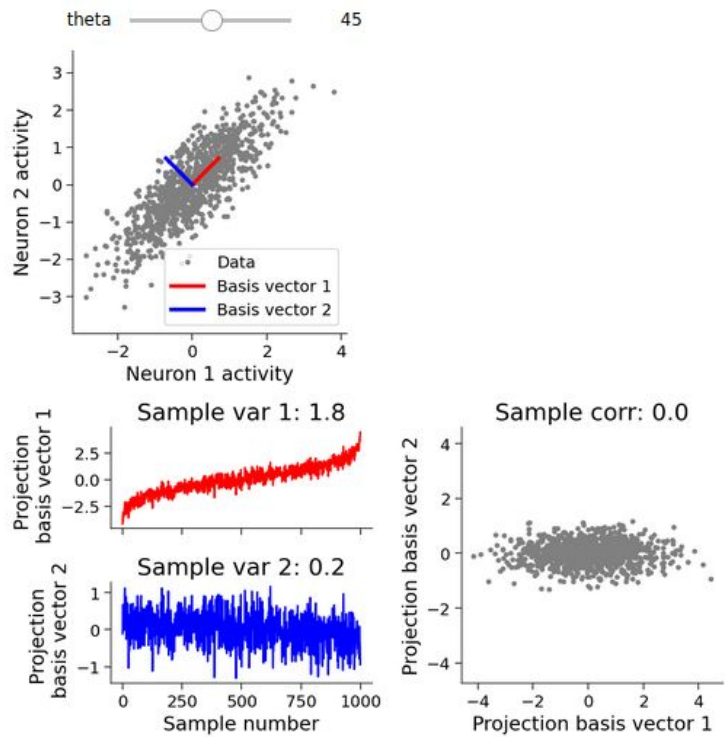 theta 45
3
2
1
0
−1
−2
−3
Neuron 2 activity
Data
Basis vector 1
Basis vector 2
−2 0 2 4
Neuron 1 activity
Sample var 1: 1.8
2.5
0.0
−2.5
Projection
basis vector 1
Sample var 2: 0.2
1
0
−1
Projection
basis vector 2
0 250 500 750 1000
Sample number
Sample corr: 0.0
4
2
0
−2
−4
Projection basis vector 2
−4 −2 0 2 4
Projection basis vector 1